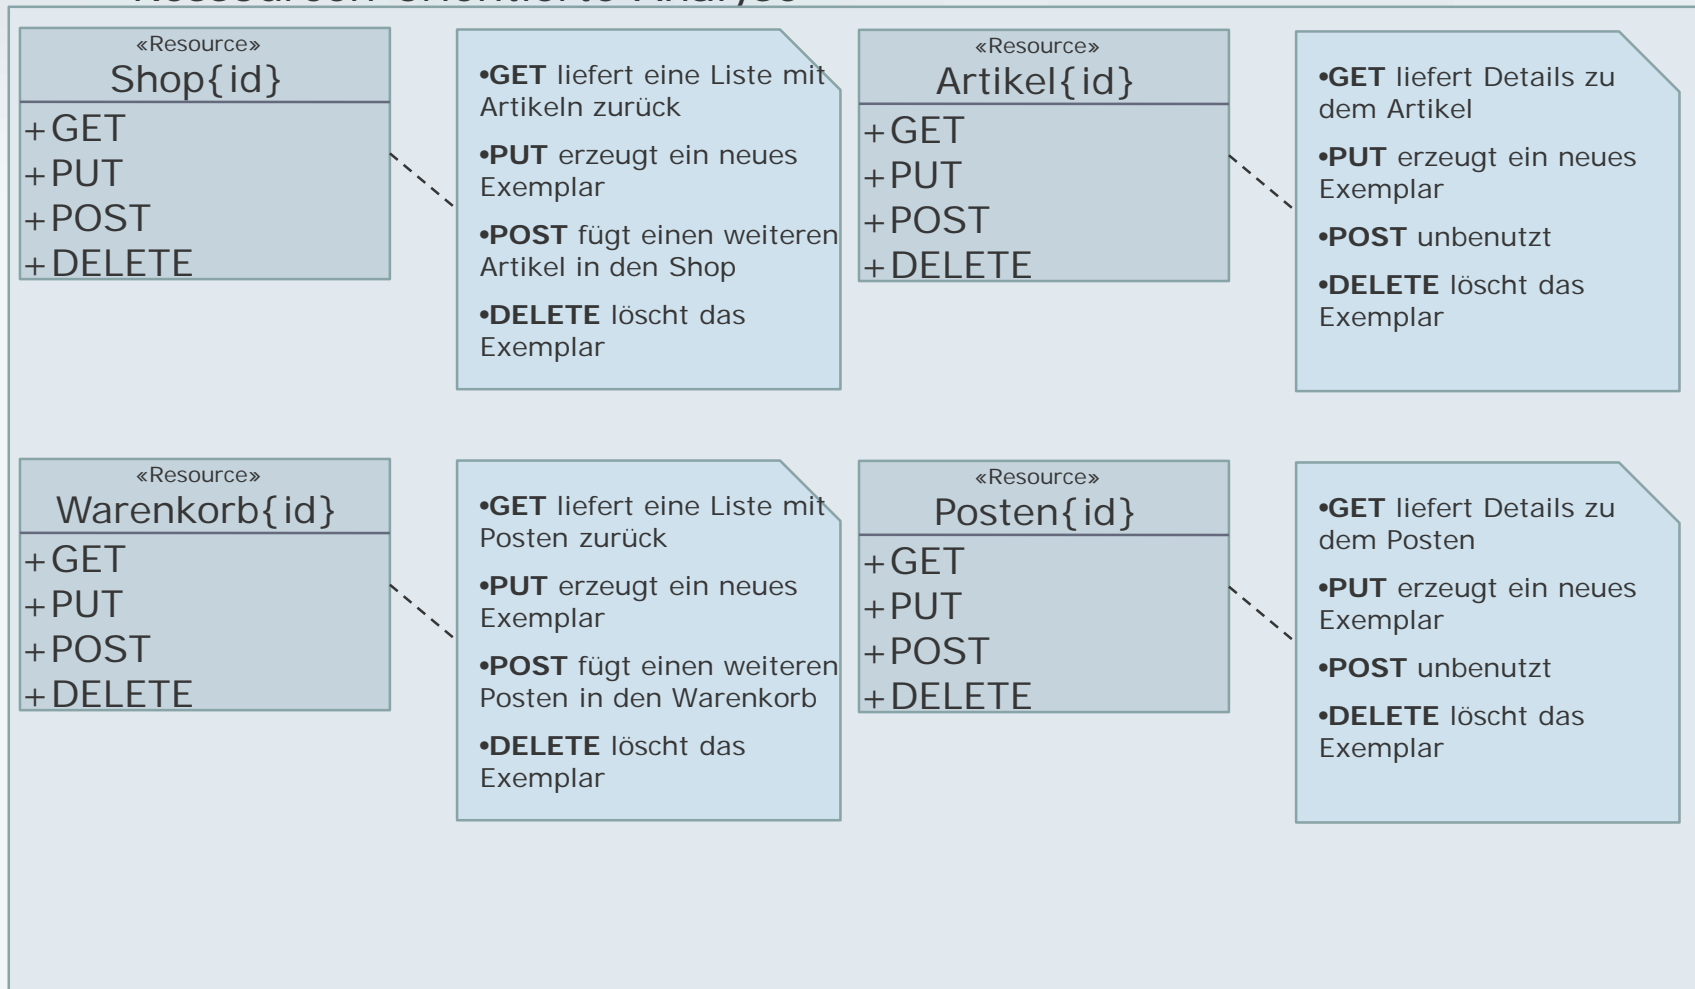 «Resource»
Shop{id}
+GET
+PUT
+POST
+DELETE
•GET liefert eine Liste mit
Artikeln zurück
•PUT erzeugt ein neues
Exemplar
•POST fügt einen weiteren
Artikel in den Shop
•DELETE löscht das
Exemplar
«Resource»
Artikel{id}
+GET
+PUT
+POST
+DELETE
•GET liefert Details zu
dem Artikel
•PUT erzeugt ein neues
Exemplar
•POST unbenutzt
•DELETE löscht das
Exemplar
«Resource»
Warenkorb{id}
+GET
+PUT
+POST
+DELETE
•GET liefert eine Liste mit
Posten zurück
•PUT erzeugt ein neues
Exemplar
•POST fügt einen weiteren
Posten in den Warenkorb
•DELETE löscht das
Exemplar
«Resource»
Posten{id}
+GET
+PUT
+POST
+DELETE
•GET liefert Details zu
dem Posten
•PUT erzeugt ein neues
Exemplar
•POST unbenutzt
•DELETE löscht das
Exemplar